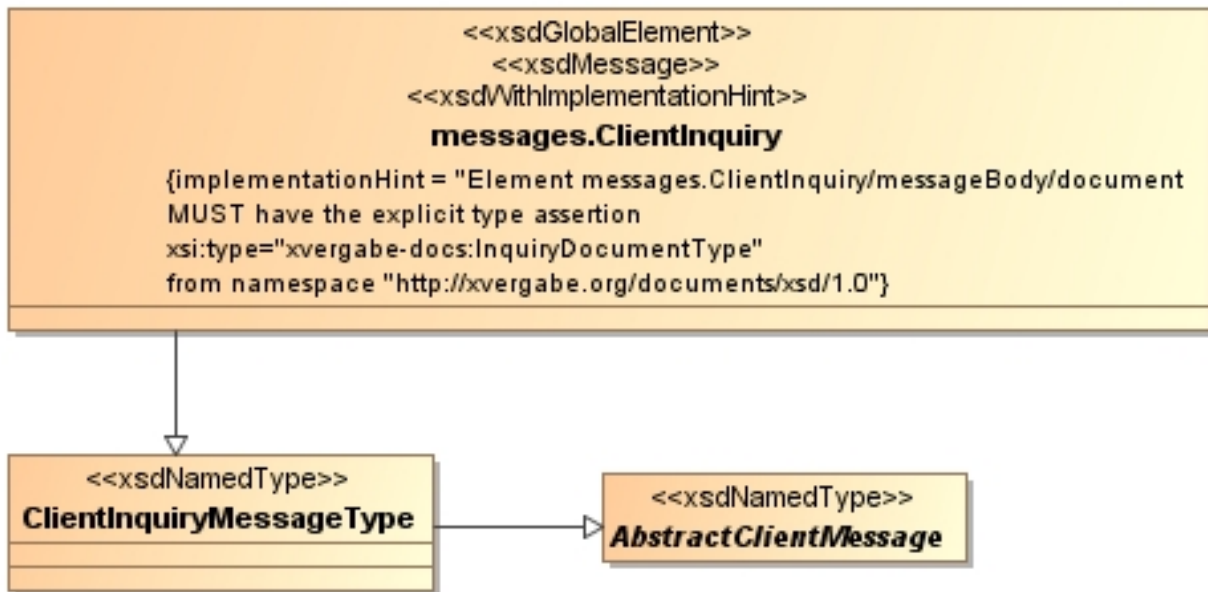 <<xsdGlobalElement>>
<<xsdMessage>>
<<xsdWithImplementationHint>>
messages.ClientInquiry
{implementationHint = "Element messages.ClientInquiry/messageBody/document
MUST have the explicit type assertion
xsi:type="xvergabe-docs:InquiryDocumentType"
from namespace "http://xvergabe.org/documents/xsd/1.0"}
<<xsdNamedType>>
ClientInquiryMessageType
<<xsdNamedType>>
AbstractClientMessage